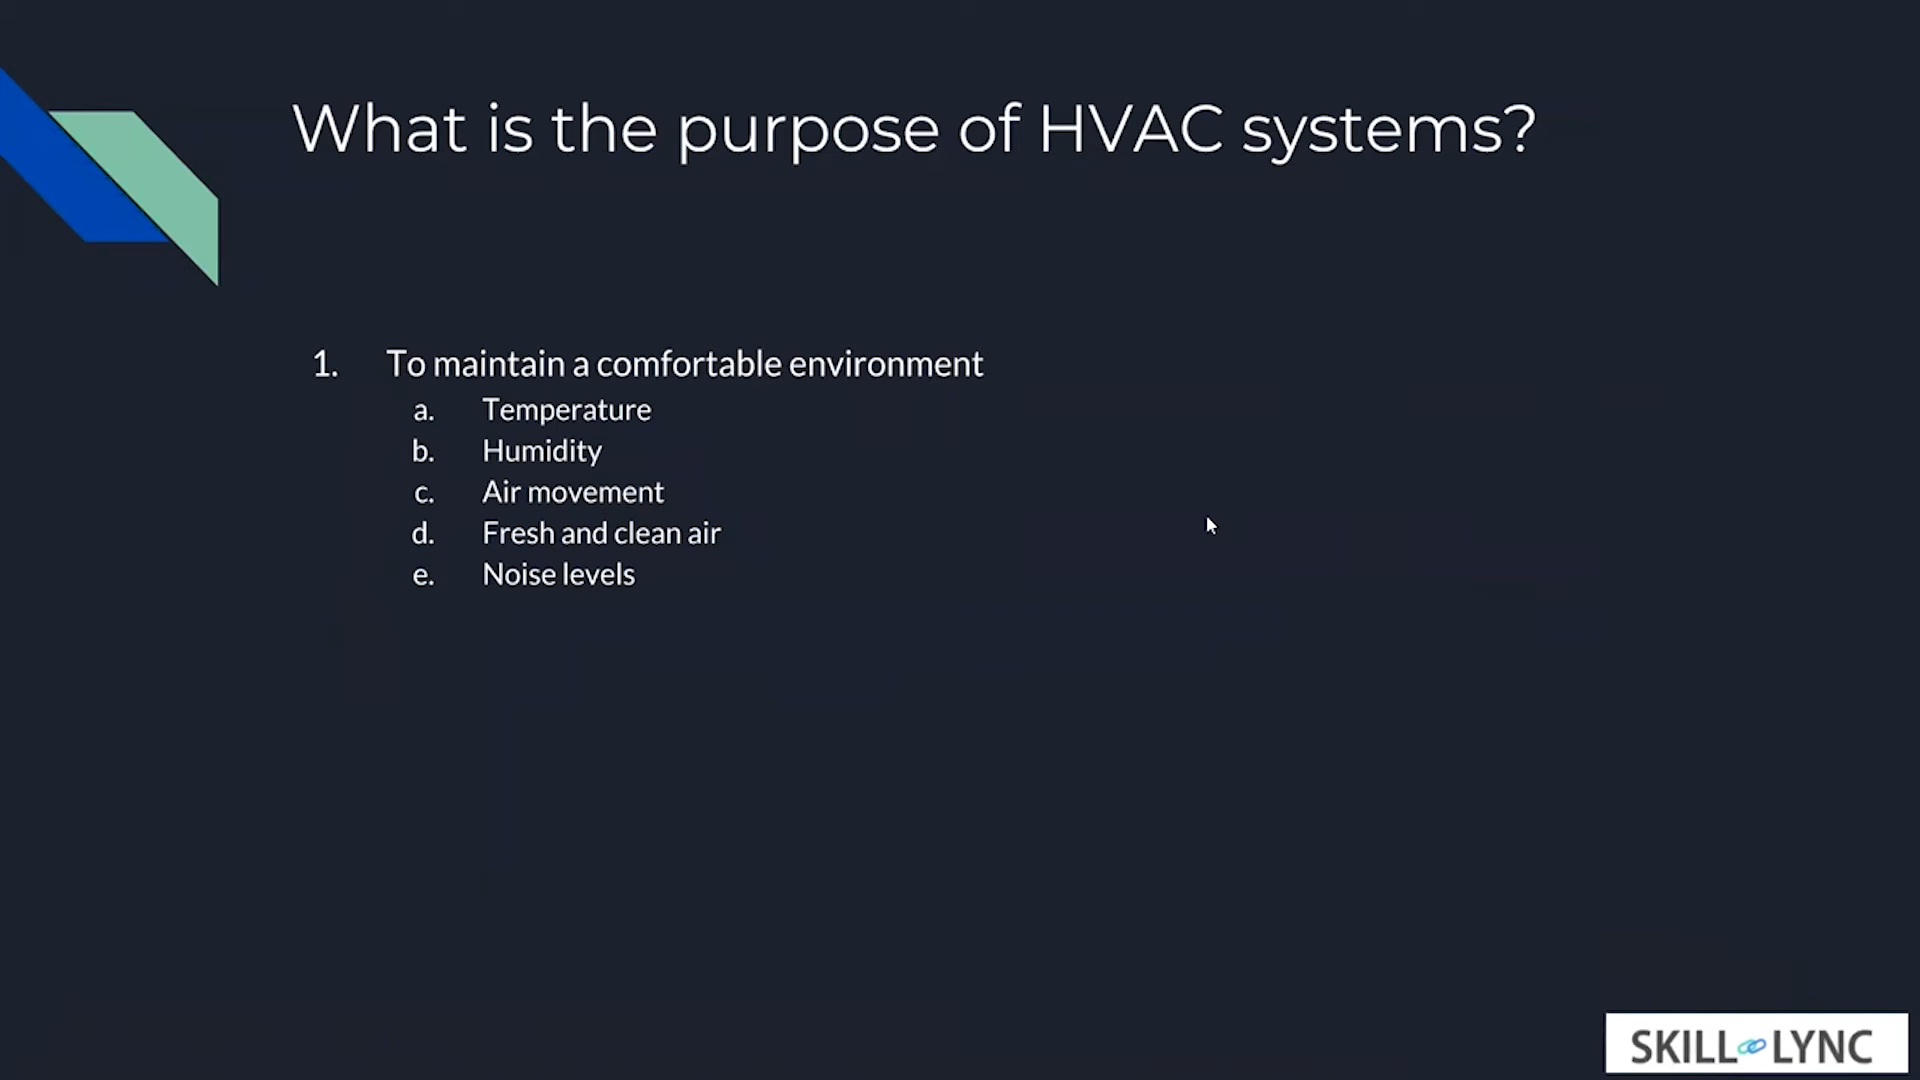 What is the purpose of HVAC systems?
1. To maintain a comfortable environment
a. Temperature
b. Humidity
c. Air movement
d. Fresh and clean air
e. Noise levels
SKILL LYNC